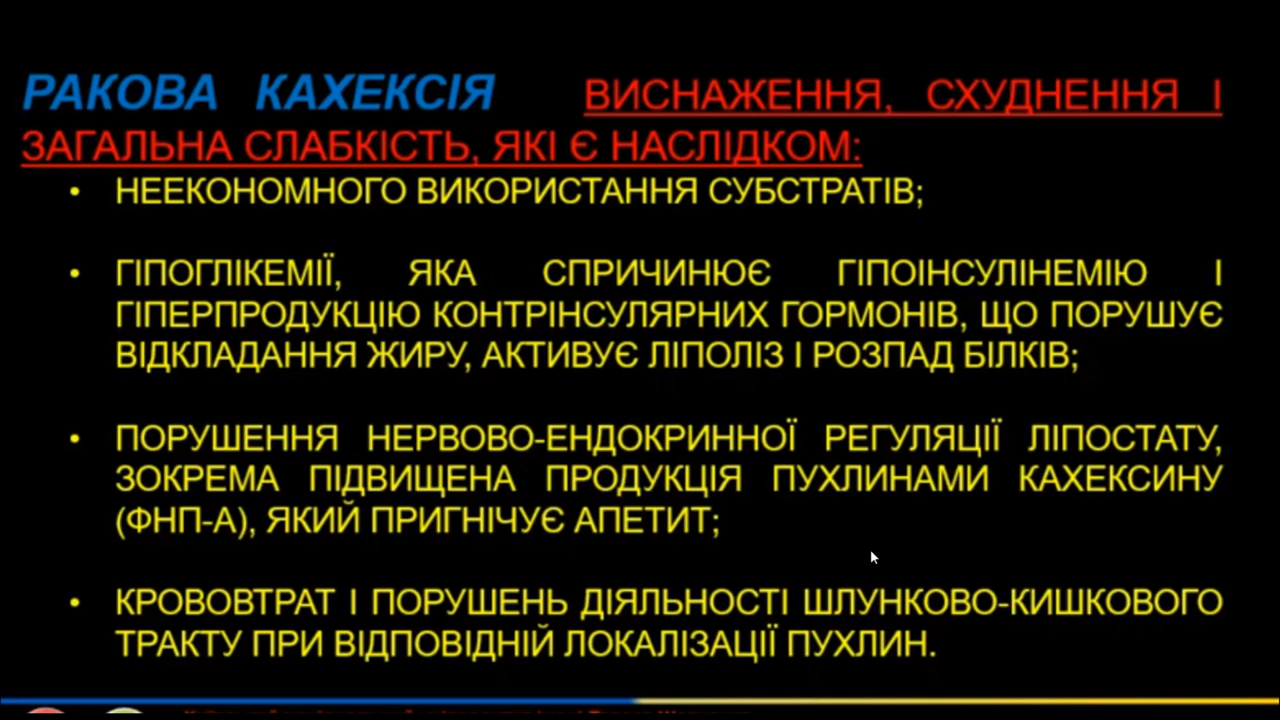 РАКОВА КАХЕКСІЯ ВИСНАЖЕННЯ, СХУДНЕННЯ І
ЗАГАЛЬНА СЛАБКІСТЬ, ЯКІ Є НАСЛІДКОМ:
• НЕЕКОНОМНОГО ВИКОРИСТАННЯ СУБСТРАТІВ;
• ГІПОГЛІКЕМІЇ, ЯКА СПРИЧИНЮЄ ГІПОІНСУЛІНЕМІЮ І
ГІПЕРПРОДУКЦІЮ КОНТРІНСУЛЯРНИХ ГОРМОНІВ, ЩО ПОРУШУЄ
ВІДКЛАДАННЯ ЖИРУ, АКТИВУЄ ЛІПОЛІЗ І РОЗПАД БІЛКІВ;
• ПОРУШЕННЯ НЕРВОВО-ЕНДОКРИННОЇ РЕГУЛЯЦІЇ ЛІПОСТАТУ,
ЗОКРЕМА ПІДВИЩЕНА ПРОДУКЦІЯ ПУХЛИНАМИ КАХЕКСИНУ
(ФНП-Α), ЯКИЙ ПРИГНІЧУЄ АПЕТИТ;
• КРОВОВТРАТ І ПОРУШЕНЬ ДІЯЛЬНОСТІ ШЛУНКОВО-КИШКОВОГО
ТРАКТУ ПРИ ВІДПОВІДНІЙ ЛОКАЛІЗАЦІЇ ПУХЛИН.